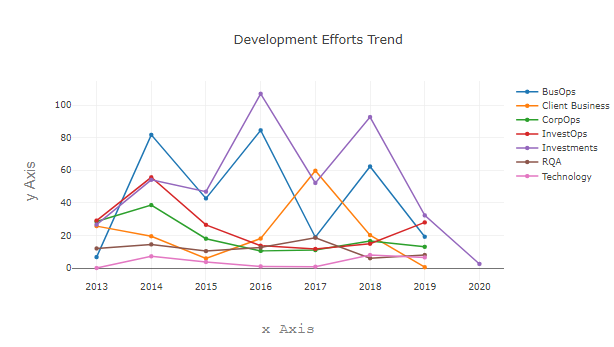 Development Efforts Trend
100
80
60
40
20
0
y Axis
2013 2014 2015 2016 2017 2018 2019 2020
x Axis
BusOps
Client Business
CorpOps
InvestOps
Investments
RQA
Technology